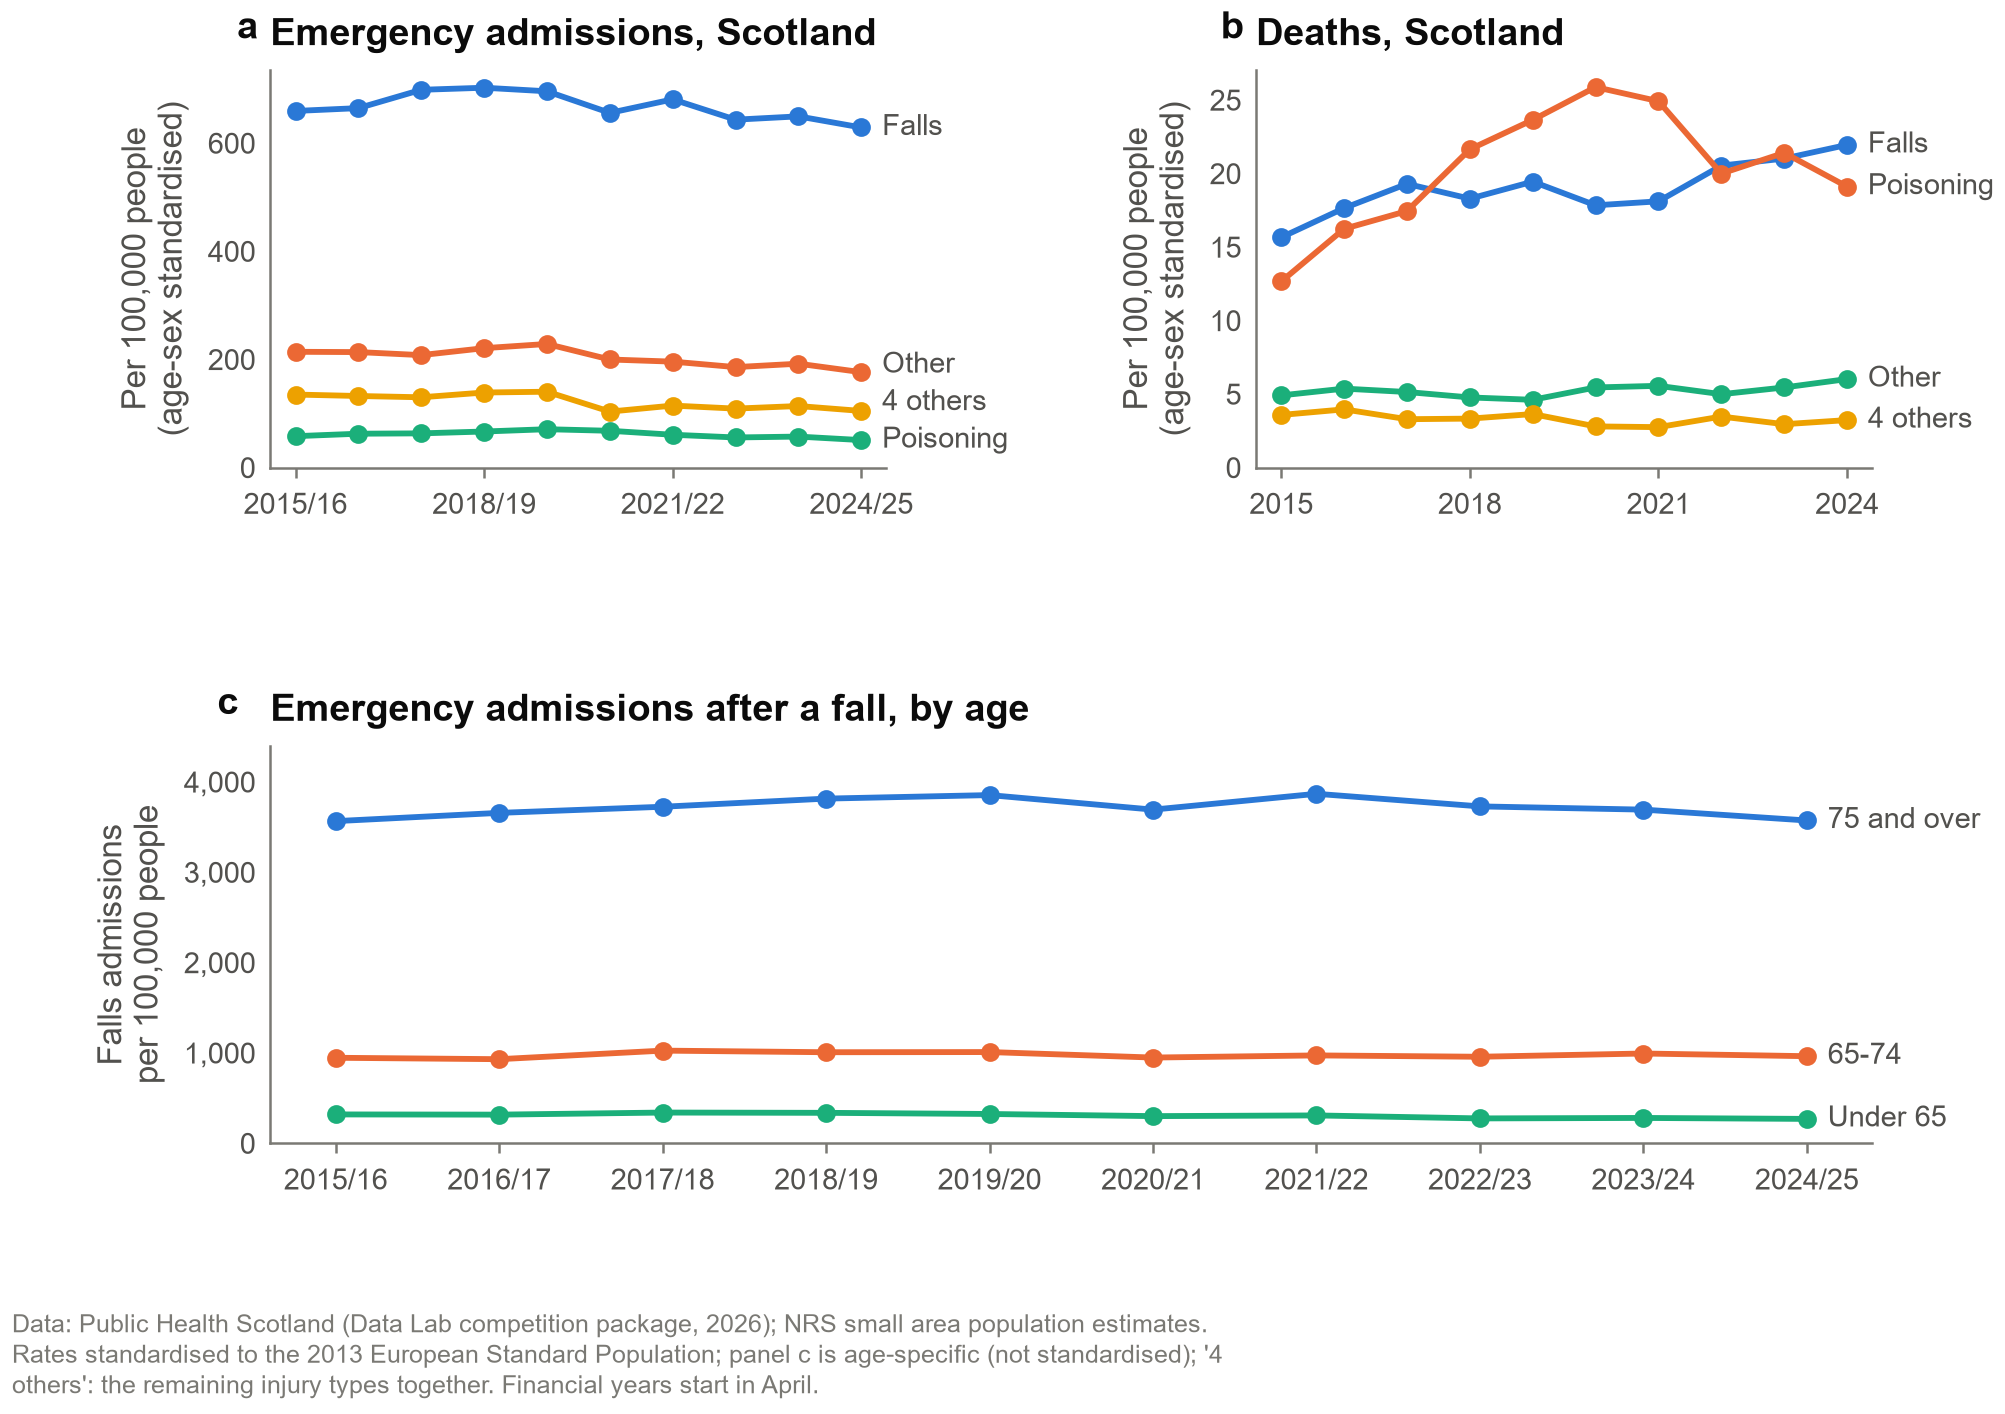 a Emergency admissions, Scotland
Per 100,000 people
(age-sex standardised)
600
400
200
0
2015/16 2018/19 2021/22 2024/25
Falls
Other
4 others
Poisoning
b Deaths, Scotland
Per 100,000 people
(age-sex standardised)
25
20
15
10
5
0
2015 2018 2021 2024
Falls
Poisoning
Other
4 others
c Emergency admissions after a fall, by age
Falls admissions
per 100,000 people
4,000
3,000
2,000
1,000
0
2015/16 2016/17 2017/18 2018/19 2019/20 2020/21 2021/22 2022/23 2023/24 2024/25
75 and over
65-74
Under 65
Data: Public Health Scotland (Data Lab competition package, 2026); NRS small area population estimates.
Rates standardised to the 2013 European Standard Population; panel c is age-specific (not standardised); '4
others': the remaining injury types together. Financial years start in April.